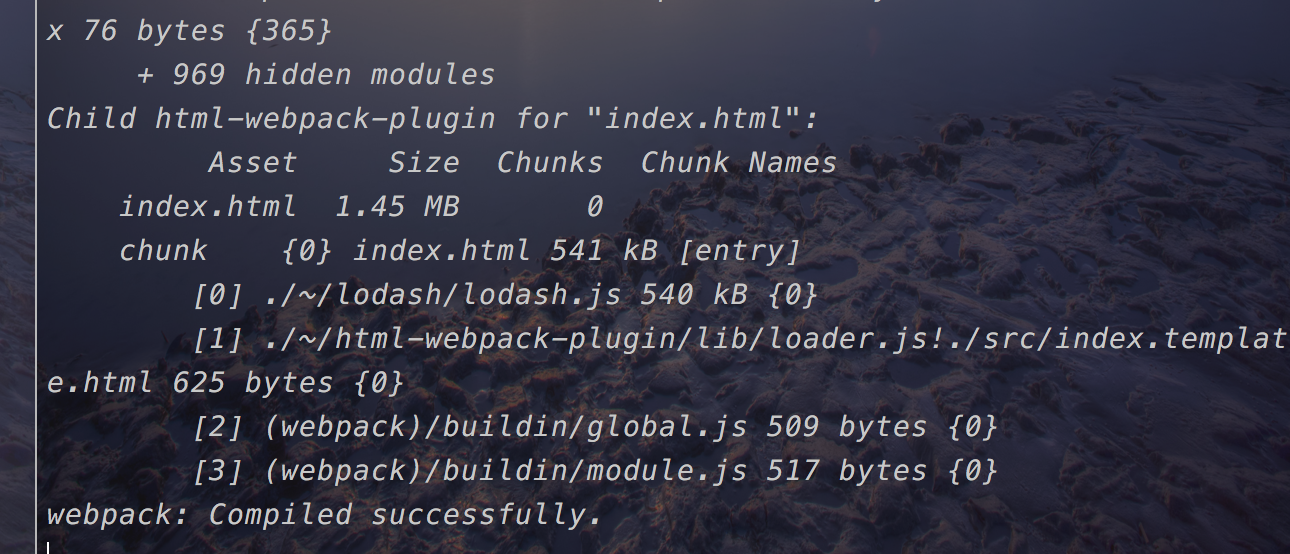 x 76 bytes {365}
+ 969 hidden modules
Child html-webpack-plugin for "index.html":
Asset Size Chunks Chunk Names
index.html 1.45 MB 0
chunk {0} index.html 541 kB [entry]
[0] ./~/lodash/lodash.js 540 kB {0}
[1] ./~/html-webpack-plugin/lib/loader.js!./src/index.templat
e.html 625 bytes {0}
[2] (webpack)/buildin/global.js 509 bytes {0}
[3] (webpack)/buildin/module.js 517 bytes {0}
webpack: Compiled successfully.